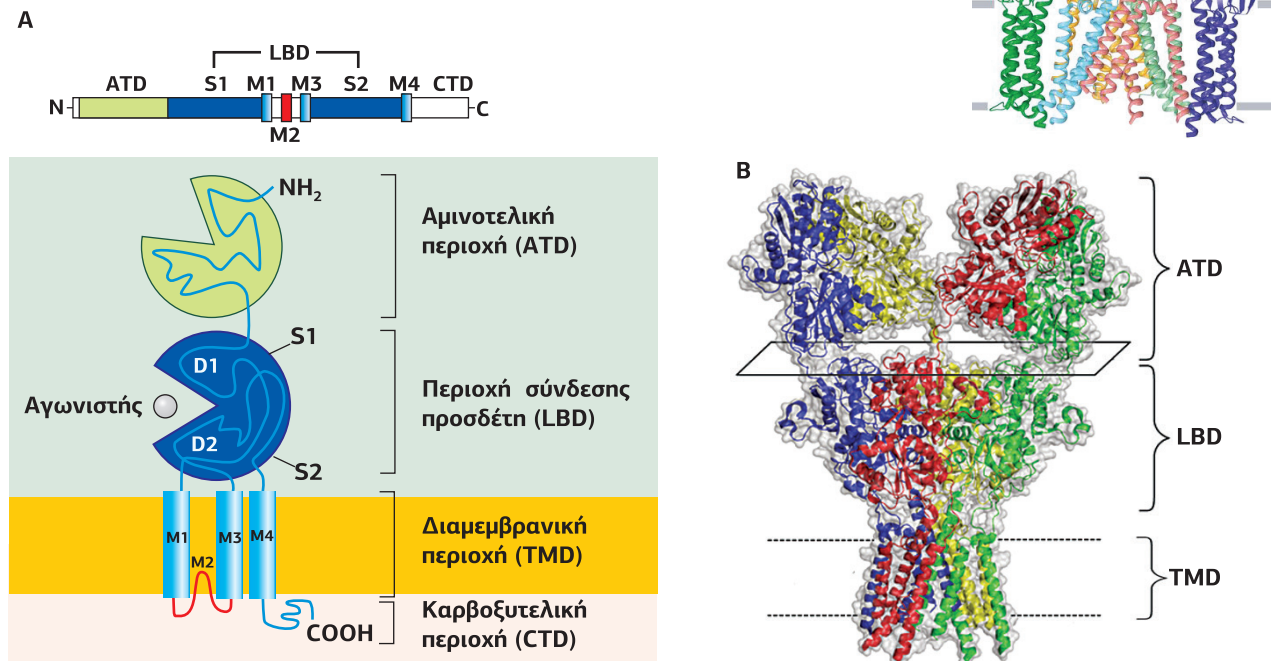 A
LBD
ATD S1 M1 M3 S2 M4 CTD
N C
M2
NH2
Αμινοτελική
περιοχή (ATD)
S1
D1
Αγωνιστής
Περιοχή σύνδεσης
προσδέτη (LBD)
D2
S2
M1 M3 M4
M2
Διαμεμβρανική
περιοχή (TMD)
Καρβοξυτελική
περιοχή (CTD)
COOH
B
ATD
LBD
TMD